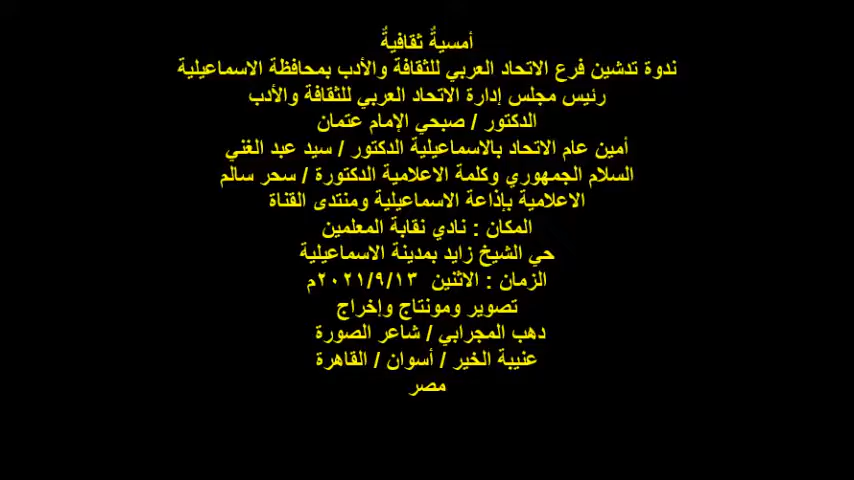 أمسيةٌ ثقافيةٌ
ندوة تدشين فرع الاتحاد العربي للثقافة والأدب بمحافظة الاسماعيلية
رئيس مجلس إدارة الاتحاد العربي للثقافة والأدب
الدكتور / صبحي الإمام عتمان
أمين عام الاتحاد بالاسماعيلية الدكتور / سيد عبد الغني
السلام الجمهوري وكلمة الاعلامية الدكتورة / سحر سالم
الاعلامية بإذاعة الاسماعيلية ومنتدى القناة
المكان : نادي نقابة المعلمين
حي الشيخ زايد بمدينة الاسماعيلية
الزمان : الاثنين ٢٠٢١/٩/١٣م
تصوير ومونتاج وإخراج
دهب المجرابي / شاعر الصورة
عنيبة الخير / أسوان / القاهرة
مصر